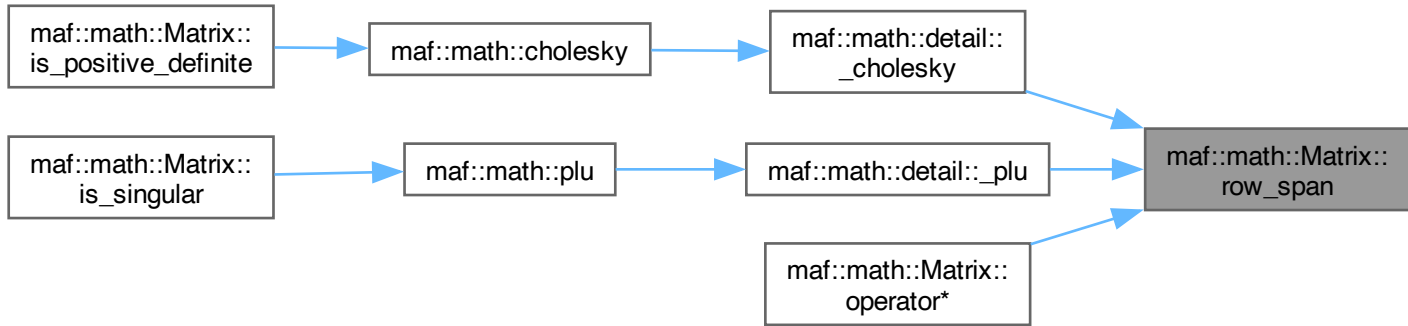 maf::math::Matrix::
is_positive_definite
maf::math::cholesky
maf::math::detail::
_cholesky
maf::math::Matrix::
is_singular
maf::math::plu
maf::math::detail::_plu
maf::math::Matrix::
row_span
maf::math::Matrix::
operator*